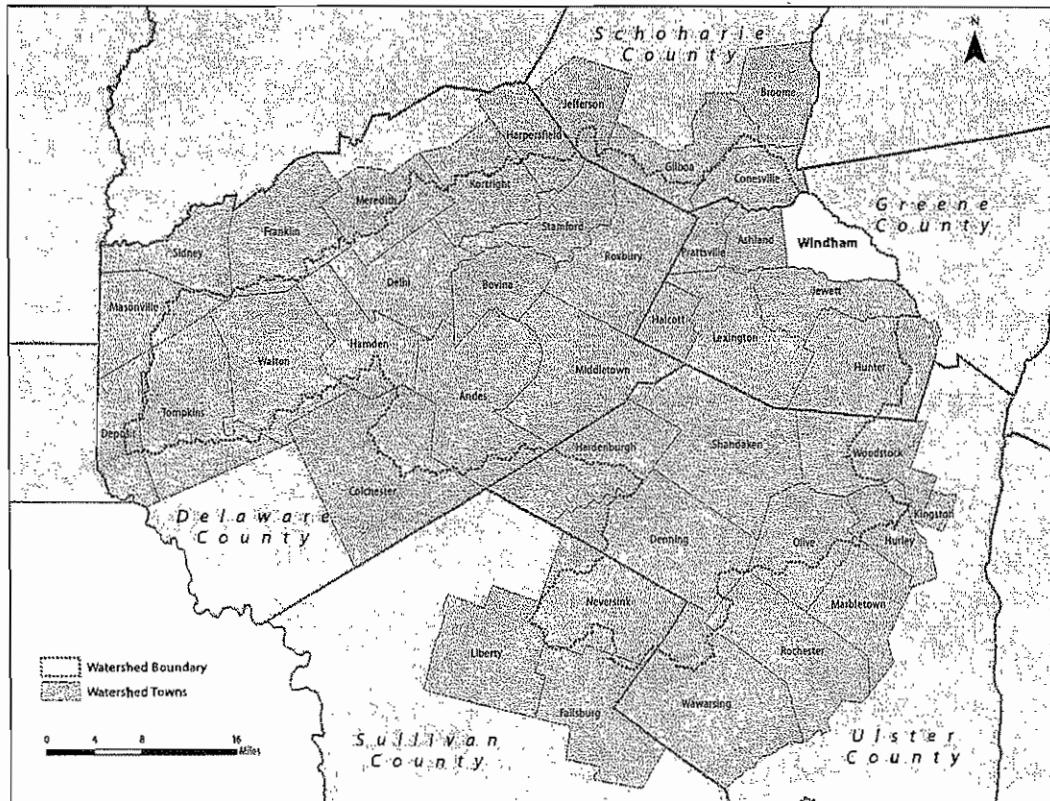 Schoharie
County
N
Broome
Jefferson
Harpersfield
Gilboa
Conesville
Kortright
Meredith
Greene
County
Stamford
Franklin
Windham
Ashland
Prattsville
Roxbury
Sidney
Delhi
Bovina
Jewett
Masonville
Halcott
Lexington
Hamden
Walton
Middletown
Hunter
Andes
Tompkins
Deposit
Hardenburgh
Shandaken
Woodstock
Colchester
Kingston
Delaware
County
Denning
Olive
Hurley
Neversink
Marbletown
Liberty
Rochester
Watershed Boundary
Watershed Towns
Wawarsing
Fallsburg
0 4 8 16
Miles
Sullivan
County
Ulster
County